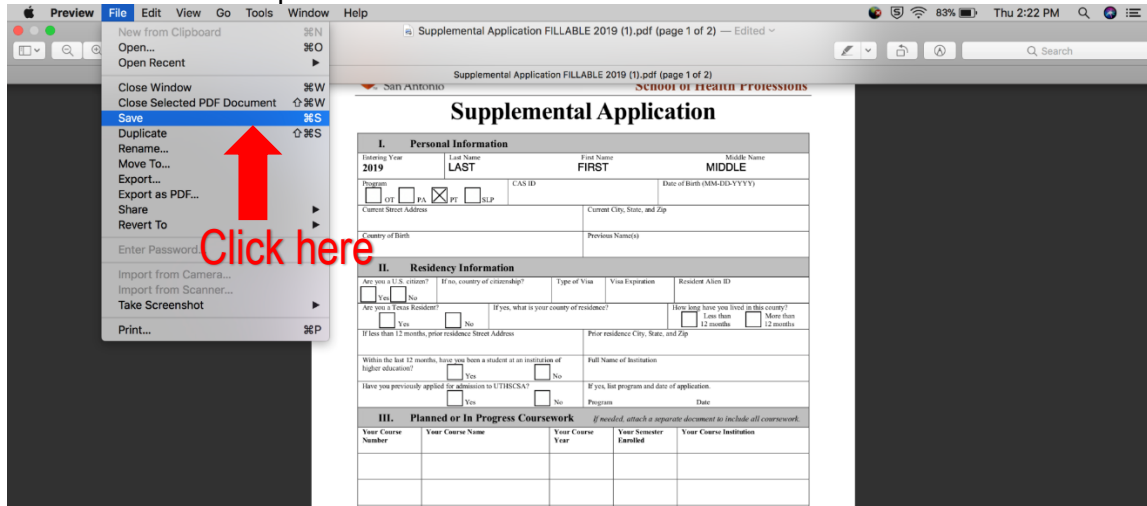 Preview File Edit View Go Tools Window Help 83% Thu 2:22 PM
Supplemental Application FILLABLE 2019 (1).pdf (page 1 of 2) — Edited
Search
Supplemental Application FILLABLE 2019 (1).pdf (page 1 of 2)
New from Clipboard ⌘N
Open... ⌘O
Open Recent
Close Window ⌘W
Close Selected PDF Document ⇧⌘W
Save ⌘S
Duplicate ⇧⌘S
Rename...
Move To...
Export...
Export as PDF...
Share
Revert To
Enter Password...
Import from Camera...
Import from Scanner...
Take Screenshot
Print... ⌘P
Click here
San Antonio School of Health Professions
Supplemental Application
I. Personal Information
Entering Year Last Name First Name Middle Name
2019 LAST FIRST MIDDLE
Program CAS ID Date of Birth (MM-DD-YYYY)
OT PA PT SLP
Current Street Address Current City, State, and Zip
Country of Birth Previous Name(s)
II. Residency Information
Are you a U.S. citizen? If no, country of citizenship? Type of Visa Visa Expiration Resident Alien ID
Yes No
Are you a Texas Resident? If yes, what is your county of residence? How long have you lived in this county?
Yes No Less than 12 months More than 12 months
If less than 12 months, prior residence Street Address Prior residence City, State, and Zip
Within the last 12 months, have you been a student at an institution of Full Name of Institution
higher education?
Yes No
Have you previously applied for admission to UTHSCSA? If yes, list program and date of application.
Yes No Program Date
III. Planned or In Progress Coursework If needed, attach a separate document to include all coursework.
Your Course Number Your Course Name Your Course Year Your Semester Enrolled Your Course Institution